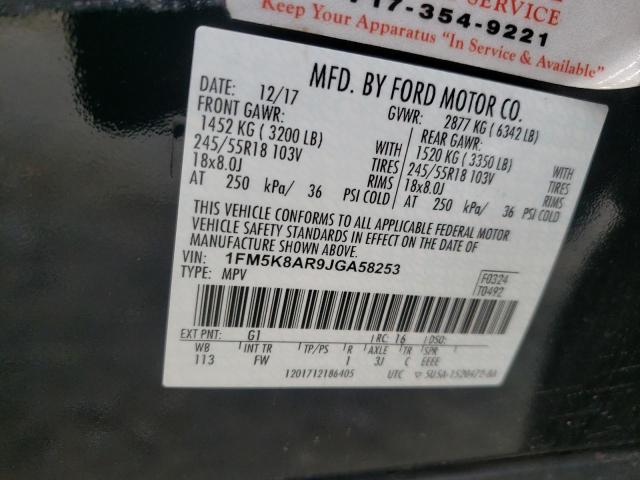 SERVICE
17-354-9221
Keep Your Apparatus "In Service & Available"
MFD. BY FORD MOTOR CO.
DATE: 12/17 GVWR: 2877 KG ( 6342 LB)
FRONT GAWR: REAR GAWR:
1452 KG ( 3200 LB) WITH 1520 KG ( 3350 LB) WITH
245/55R18 103V TIRES 245/55R18 103V TIRES
18x8.0J RIMS 18x8.0J RIMS
AT 250 kPa/ 36 PSI COLD AT 250 kPa/ 36 PSI COLD
THIS VEHICLE CONFORMS TO ALL APPLICABLE FEDERAL MOTOR
VEHICLE SAFETY STANDARDS IN EFFECT ON THE DATE OF
MANUFACTURE SHOWN ABOVE.
VIN: 1FM5K8AR9JGA58253
TYPE: MPV
F0324
T0492
EXT PNT: G1 RC: 16 DSO:
WB INT TR TP/PS R AXLE TR SPR
113 FW I 3J C EEEE
1201712186405 UTC